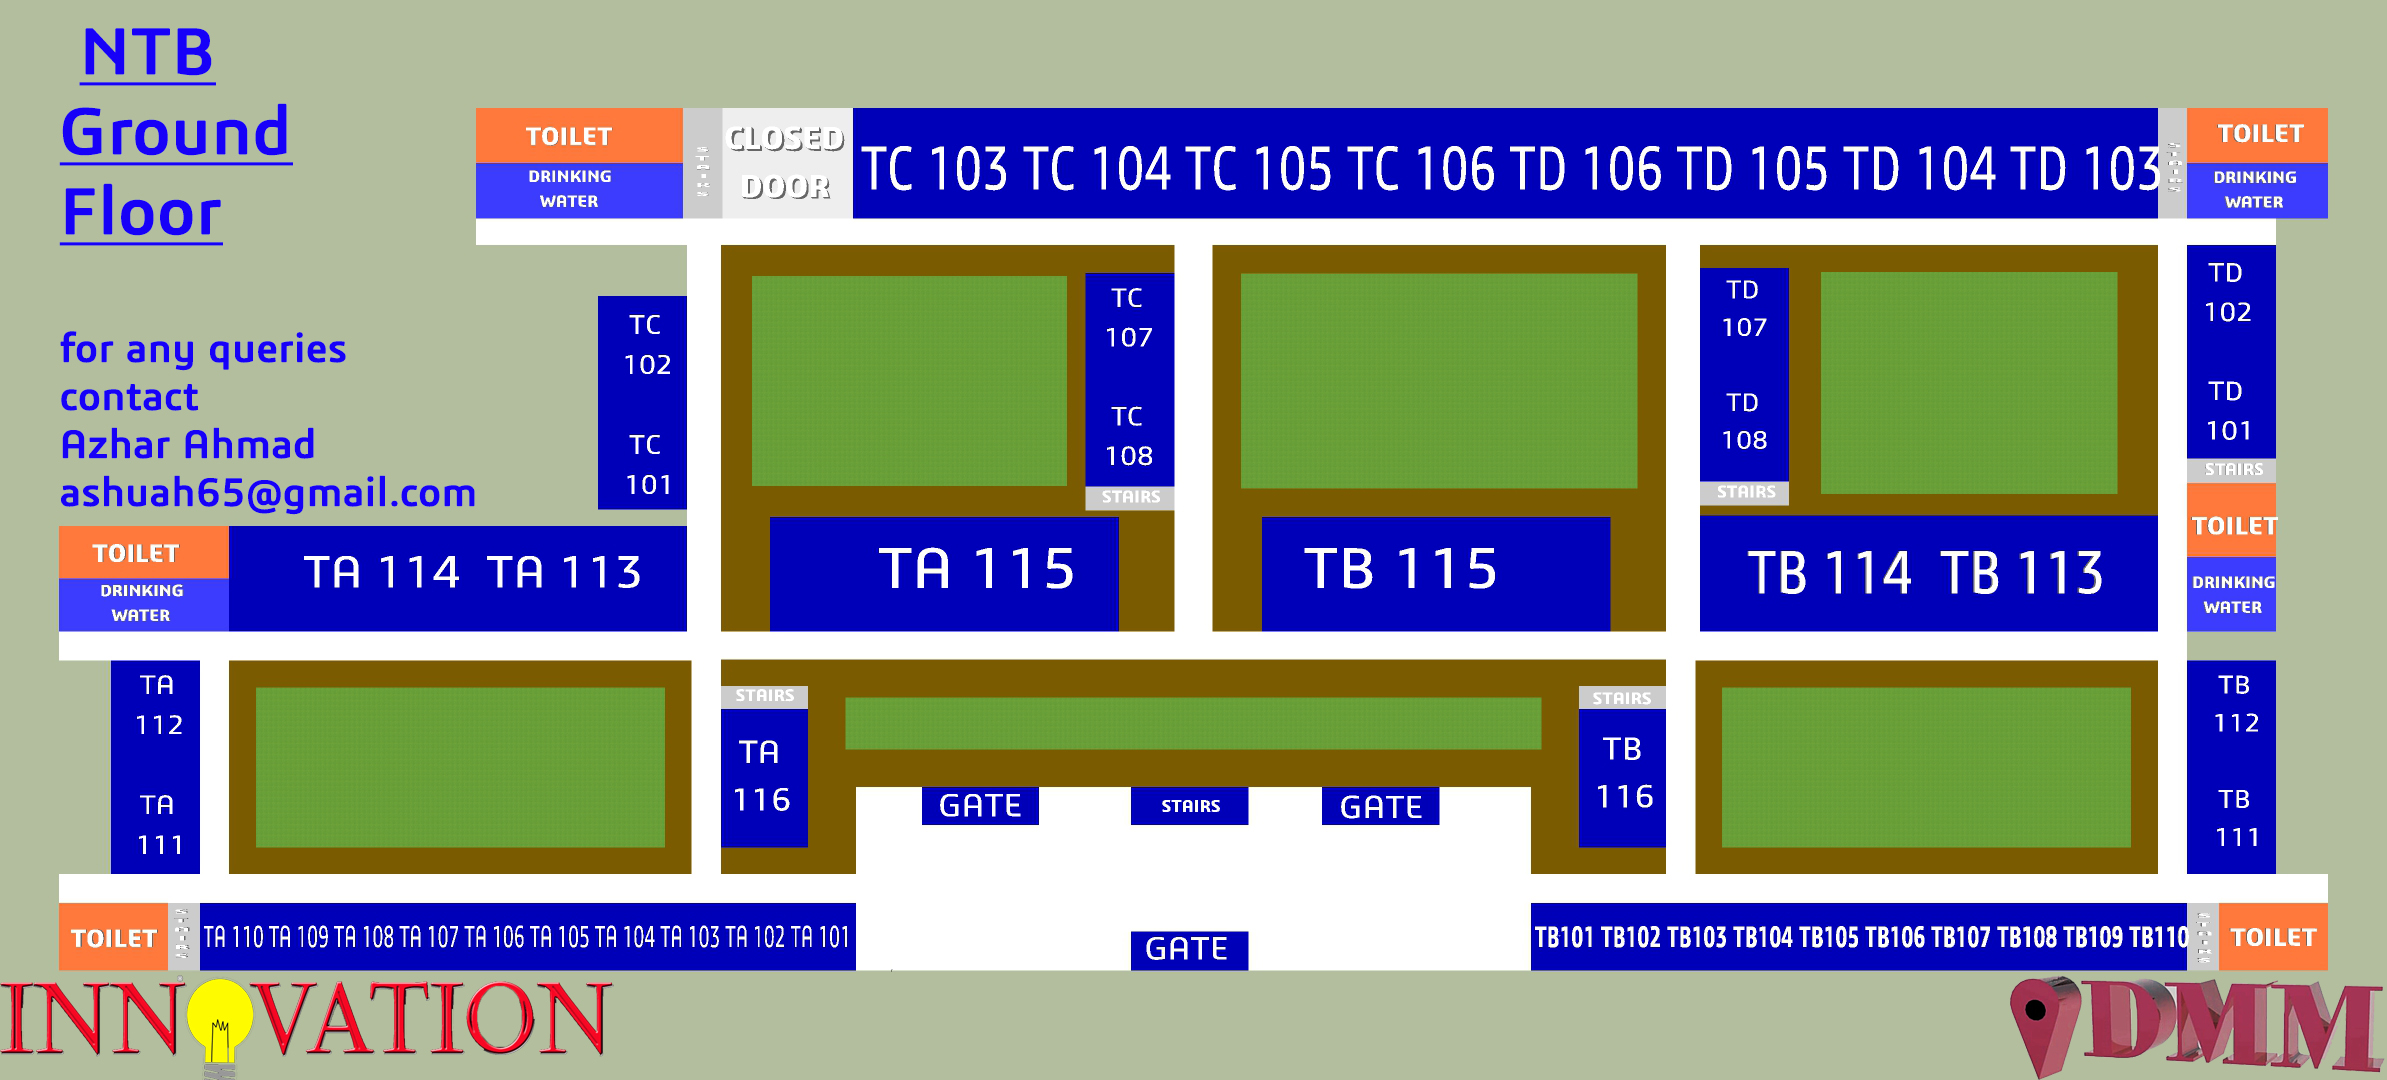 NTB
Ground
Floor
for any queries
contact
Azhar Ahmad
ashuah65@gmail.com
TOILET
DRINKING
WATER
STAIRS
CLOSED
DOOR
TC 103 TC 104 TC 105 TC 106 TD 106 TD 105 TD 104 TD 103
STAIRS
TOILET
DRINKING
WATER
TC
102
TC
101
TC
107
TC
108
STAIRS
TD
107
TD
108
STAIRS
TD
102
TD
101
STAIRS
TOILET
DRINKING
WATER
TOILET
DRINKING
WATER
TA 114 TA 113
TA 115
TB 115
TB 114 TB 113
TA
112
TA
111
STAIRS
TA
116
GATE
STAIRS
GATE
STAIRS
TB
116
TB
112
TB
111
TOILET
STAIRS
TA 110 TA 109 TA 108 TA 107 TA 106 TA 105 TA 104 TA 103 TA 102 TA 101
GATE
TB101 TB102 TB103 TB104 TB105 TB106 TB107 TB108 TB109 TB110
STAIRS
TOILET
INNOVATION
DMM